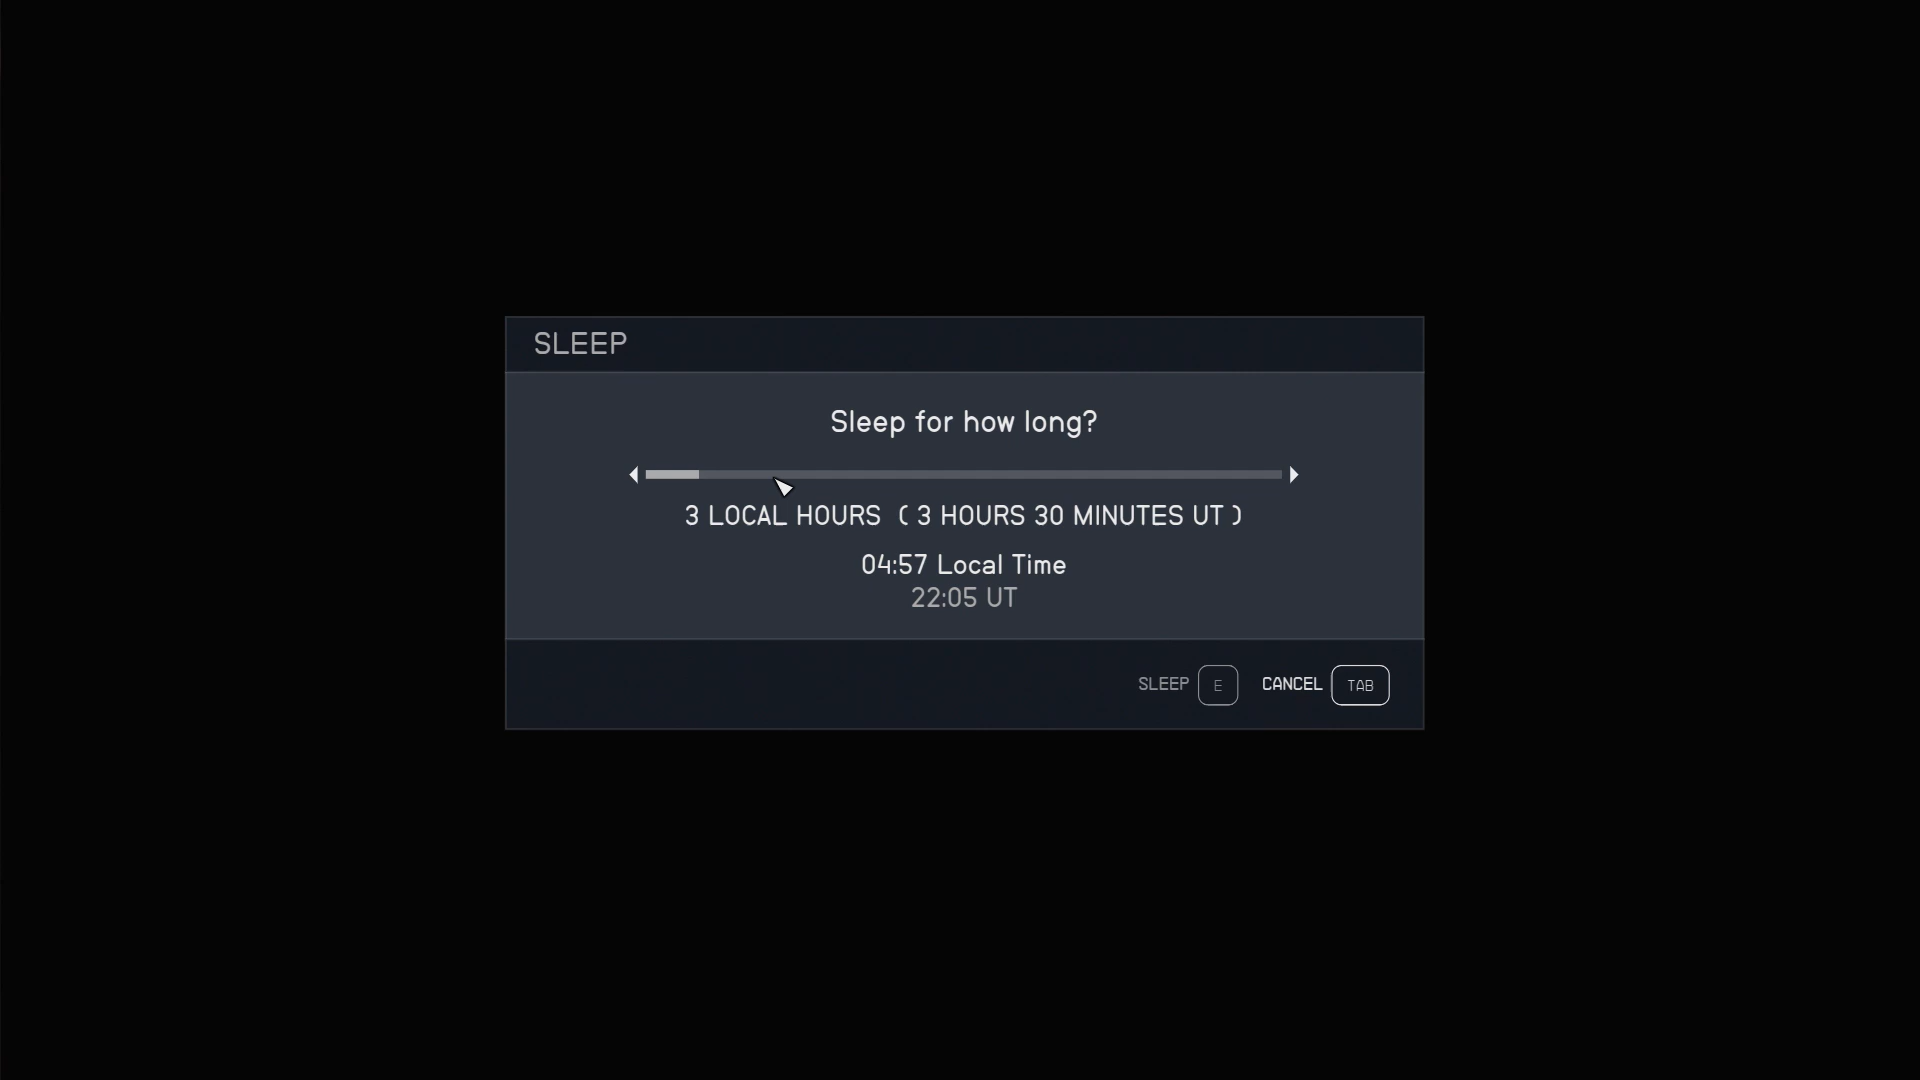 SLEEP
Sleep for how long?
3 LOCAL HOURS ( 3 HOURS 30 MINUTES UT )
04:57 Local Time
22:05 UT
SLEEP E CANCEL TAB